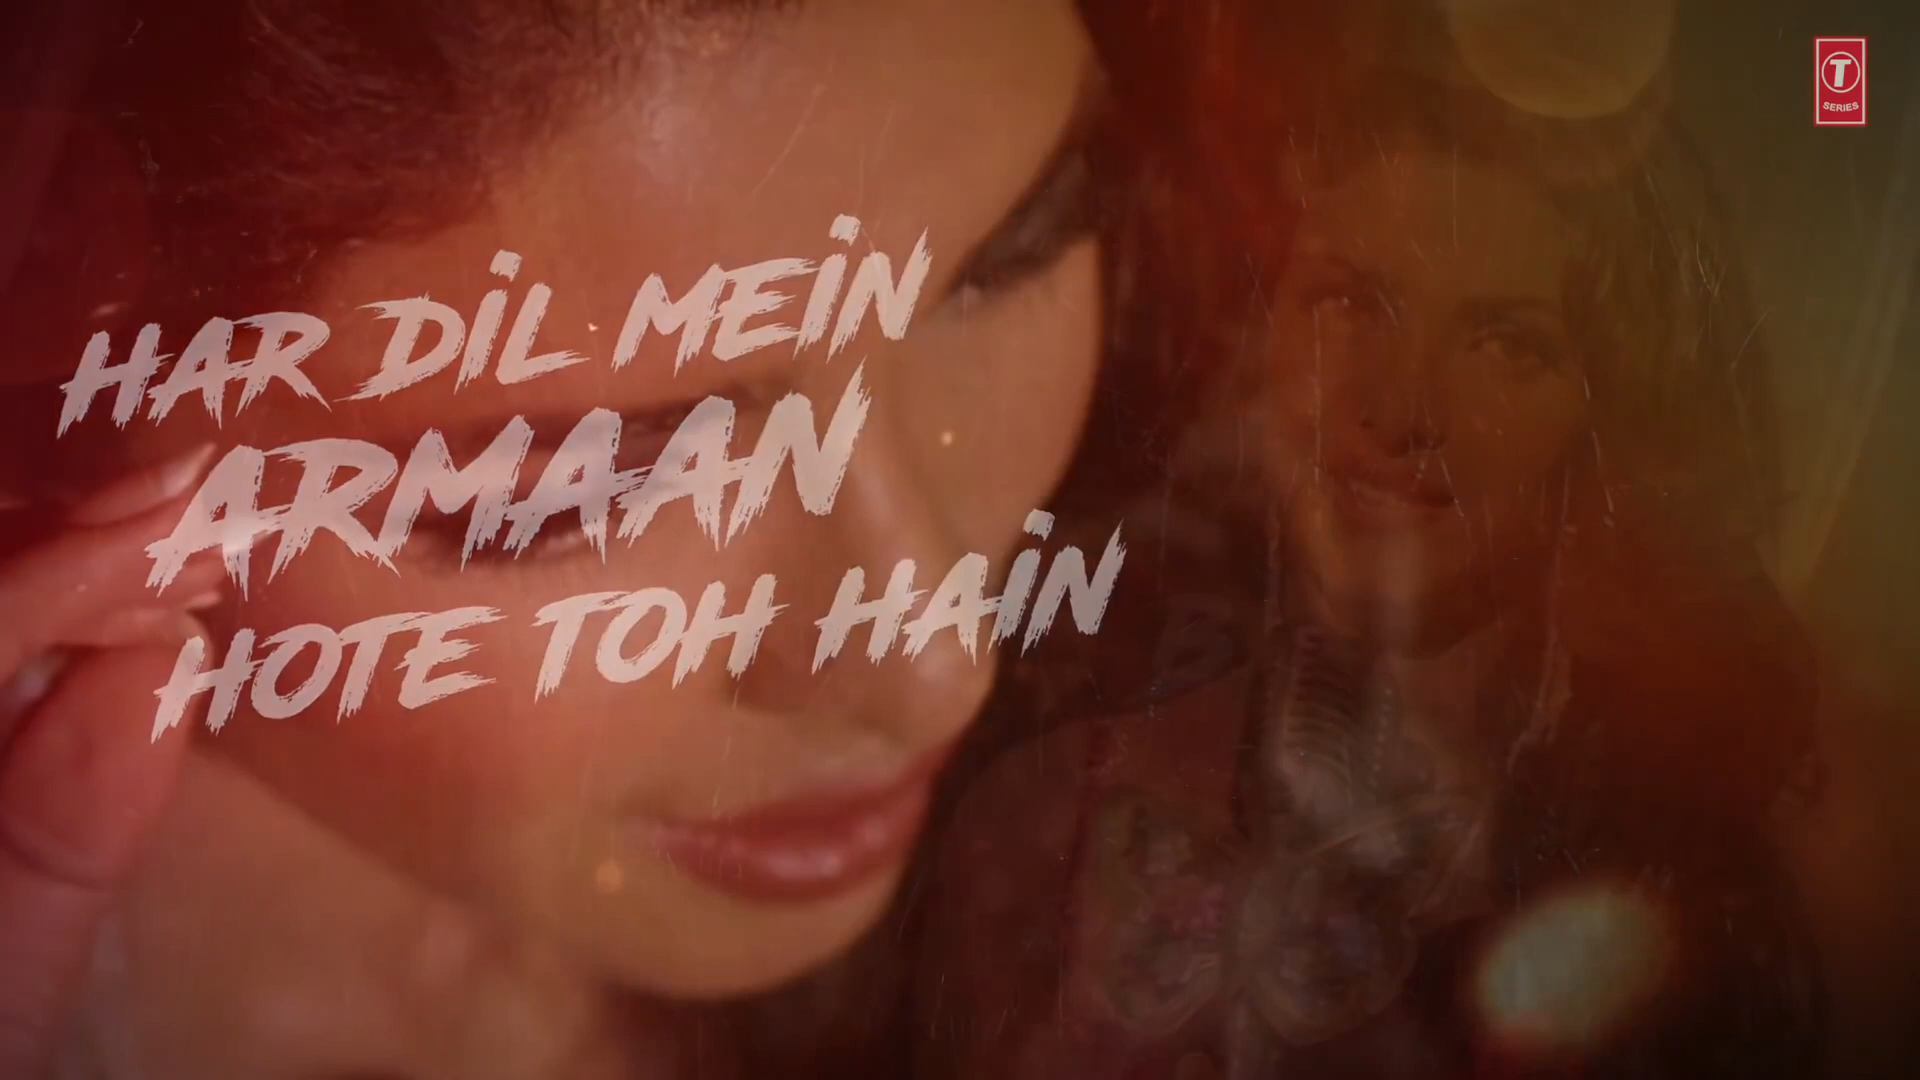 HAR DIL MEIN
ARMAAN
HOTE TOH HAIN
T
SERIES